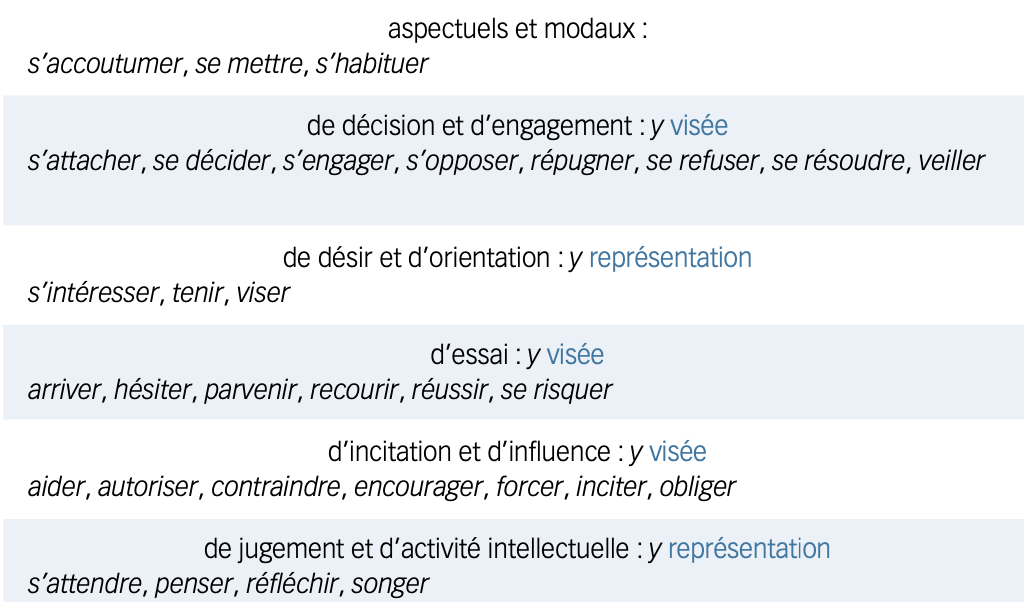 aspectuels et modaux :
s’accoutumer, se mettre, s’habituer
de décision et d’engagement : y visée
s’attacher, se décider, s’engager, s’opposer, répugner, se refuser, se résoudre, veiller
de désir et d’orientation : y représentation
s’intéresser, tenir, viser
d’essai : y visée
arriver, hésiter, parvenir, recourir, réussir, se risquer
d’incitation et d’influence : y visée
aider, autoriser, contraindre, encourager, forcer, inciter, obliger
de jugement et d’activité intellectuelle : y représentation
s’attendre, penser, réfléchir, songer